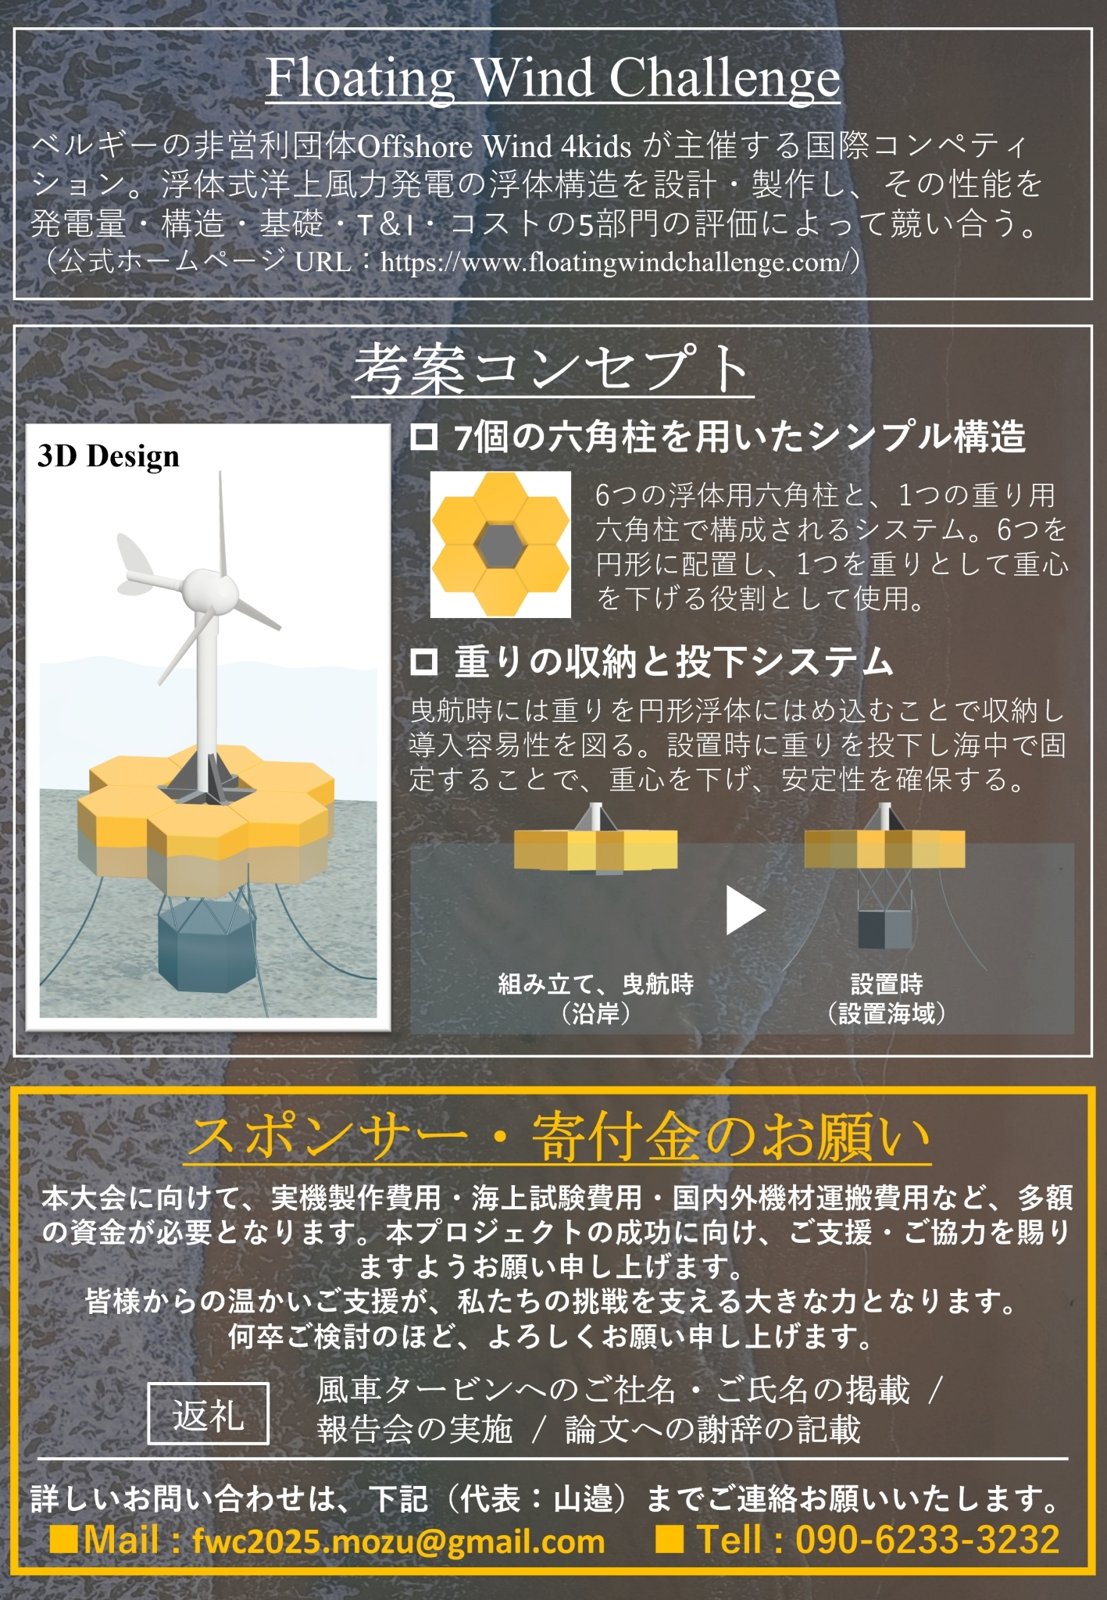 Floating Wind Challenge
ベルギーの非営利団体Offshore Wind 4kids が主催する国際コンペティ
ション。浮体式洋上風力発電の浮体構造を設計・製作し、その性能を
発電量・構造・基礎・T&I・コストの5部門の評価によって競い合う。
（公式ホームページ URL：https://www.floatingwindchallenge.com/）
考案コンセプト
3D Design
7個の六角柱を用いたシンプル構造
6つの浮体用六角柱と、1つの重り用
六角柱で構成されるシステム。6つを
円形に配置し、1つを重りとして重心
を下げる役割として使用。
重りの収納と投下システム
曳航時には重りを円形浮体にはめ込むことで収納し
導入容易性を図る。設置時に重りを投下し海中で固
定することで、重心を下げ、安定性を確保する。
組み立て、曳航時
（沿岸）
設置時
（設置海域）
スポンサー・寄付金のお願い
本大会に向けて、実機製作費用・海上試験費用・国内外機材運搬費用など、多額
の資金が必要となります。本プロジェクトの成功に向け、ご支援・ご協力を賜り
ますようお願い申し上げます。
皆様からの温かいご支援が、私たちの挑戦を支える大きな力となります。
何卒ご検討のほど、よろしくお願い申し上げます。
返礼
風車タービンへのご社名・ご氏名の掲載 /
報告会の実施 / 論文への謝辞の記載
詳しいお問い合わせは、下記（代表：山邉）までご連絡お願いいたします。
■Mail : fwc2025.mozu@gmail.com ■ Tell : 090-6233-3232